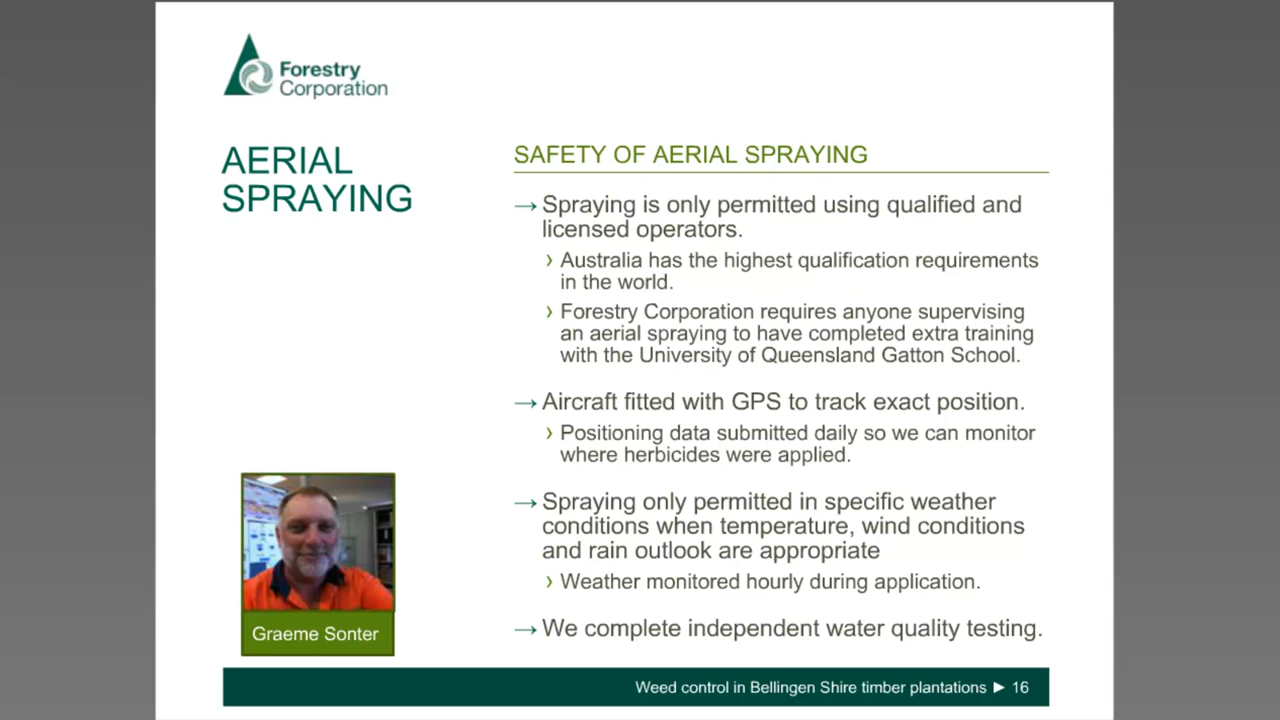 Forestry
Corporation
AERIAL
SPRAYING
SAFETY OF AERIAL SPRAYING
→ Spraying is only permitted using qualified and
licensed operators.
› Australia has the highest qualification requirements
in the world.
› Forestry Corporation requires anyone supervising
an aerial spraying to have completed extra training
with the University of Queensland Gatton School.
→ Aircraft fitted with GPS to track exact position.
› Positioning data submitted daily so we can monitor
where herbicides were applied.
→ Spraying only permitted in specific weather
conditions when temperature, wind conditions
and rain outlook are appropriate
› Weather monitored hourly during application.
→ We complete independent water quality testing.
Graeme Sonter
Weed control in Bellingen Shire timber plantations ► 16